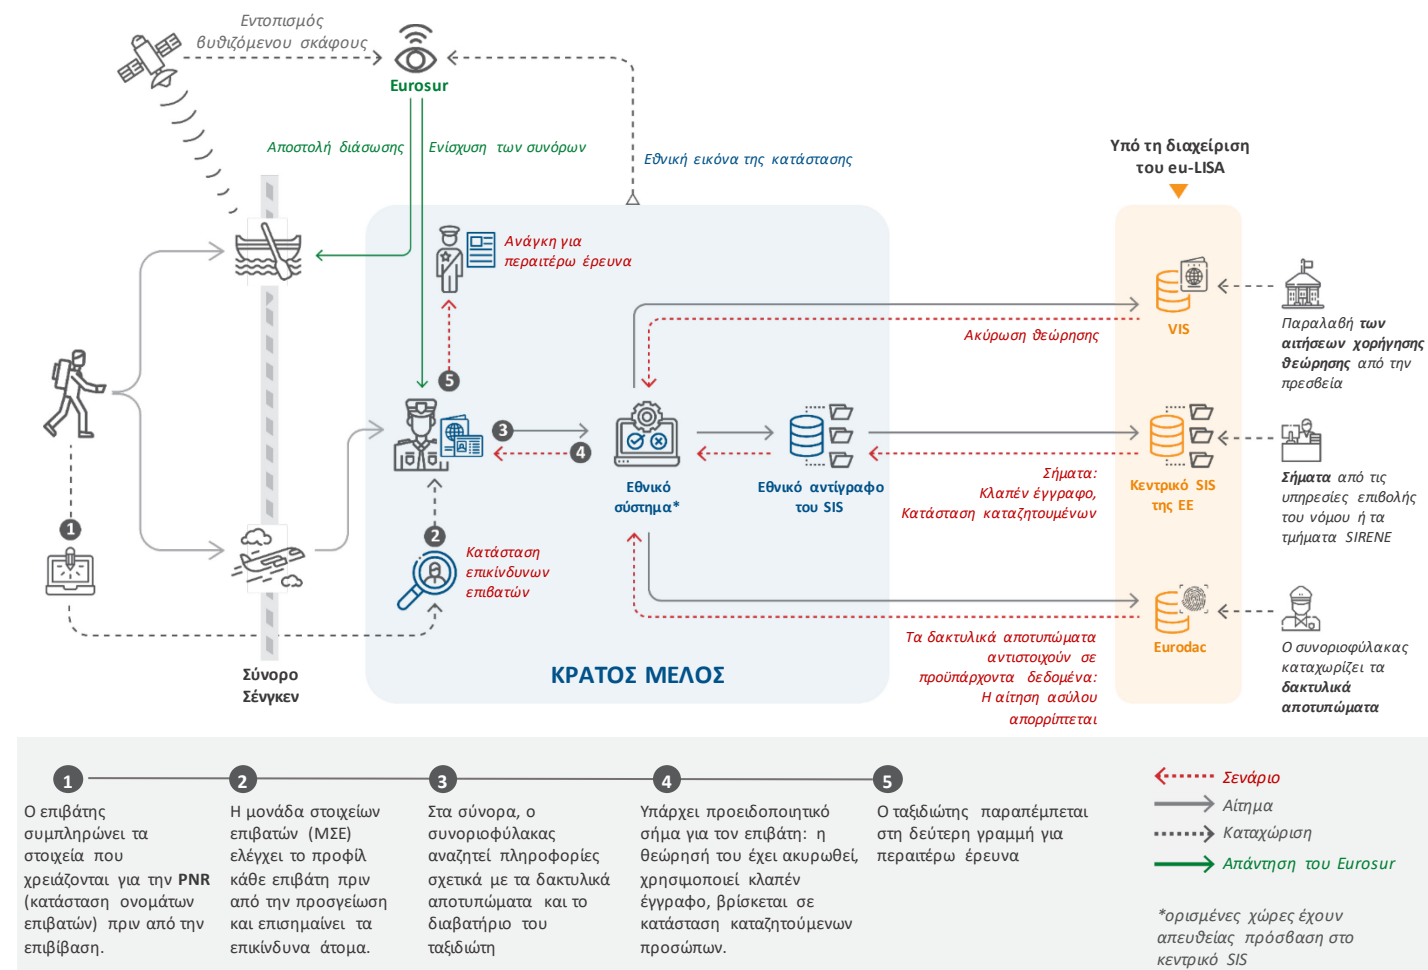 Εντοπισμός
βυθιζόμενου σκάφους
Eurosur
Αποστολή διάσωσης
Ενίσχυση των συνόρων
Εθνική εικόνα της κατάστασης
Υπό τη διαχείριση
του eu-LISA
Ανάγκη για
περαιτέρω έρευνα
VIS
Ακύρωση θεώρησης
Παραλαβή των
αιτήσεων χορήγησης
θεώρησης από την
πρεσβεία
5
3
4
Εθνικό
σύστημα*
Εθνικό αντίγραφο
του SIS
Σήματα:
Κλαπέν έγγραφο,
Κατάσταση καταζητουμένων
Κεντρικό SIS
της ΕΕ
Σήματα από τις
υπηρεσίες επιβολής
του νόμου ή τα
τμήματα SIRENE
1
2
Κατάσταση
επικίνδυνων
επιβατών
Τα δακτυλικά αποτυπώματα
αντιστοιχούν σε
προϋπάρχοντα δεδομένα:
Η αίτηση ασύλου
απορρίπτεται
Eurodac
Ο συνοριοφύλακας
καταχωρίζει τα
δακτυλικά
αποτυπώματα
Σύνορο
Σένγκεν
ΚΡΑΤΟΣ ΜΕΛΟΣ
1
Ο επιβάτης
συμπληρώνει τα
στοιχεία που
χρειάζονται για την PNR
(κατάσταση ονομάτων
επιβατών) πριν από την
επιβίβαση.
2
Η μονάδα στοιχείων
επιβατών (ΜΣΕ)
ελέγχει το προφίλ
κάθε επιβάτη πριν
από την προσγείωση
και επισημαίνει τα
επικίνδυνα άτομα.
3
Στα σύνορα, ο
συνοριοφύλακας
αναζητεί πληροφορίες
σχετικά με τα δακτυλικά
αποτυπώματα και το
διαβατήριο του
ταξιδιώτη
4
Υπάρχει προειδοποιητικό
σήμα για τον επιβάτη: η
θεώρησή του έχει ακυρωθεί,
χρησιμοποιεί κλαπέν
έγγραφο, βρίσκεται σε
κατάσταση καταζητούμενων
προσώπων.
5
Ο ταξιδιώτης παραπέμπεται
στη δεύτερη γραμμή για
περαιτέρω έρευνα
Σενάριο
Αίτημα
Καταχώριση
Απάντηση του Eurosur
*ορισμένες χώρες έχουν
απευθείας πρόσβαση στο
κεντρικό SIS